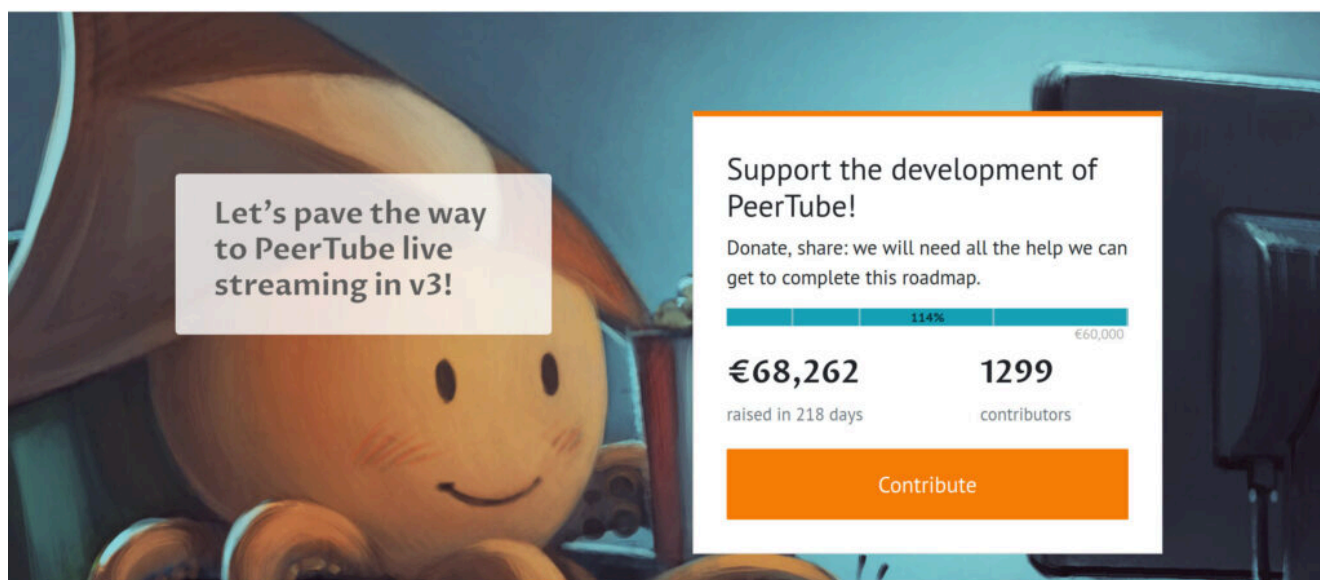 Let's pave the way
to PeerTube live
streaming in v3!
Support the development of
PeerTube!
Donate, share: we will need all the help we can
get to complete this roadmap.
114%
€60,000
€68,262
1299
raised in 218 days
contributors
Contribute